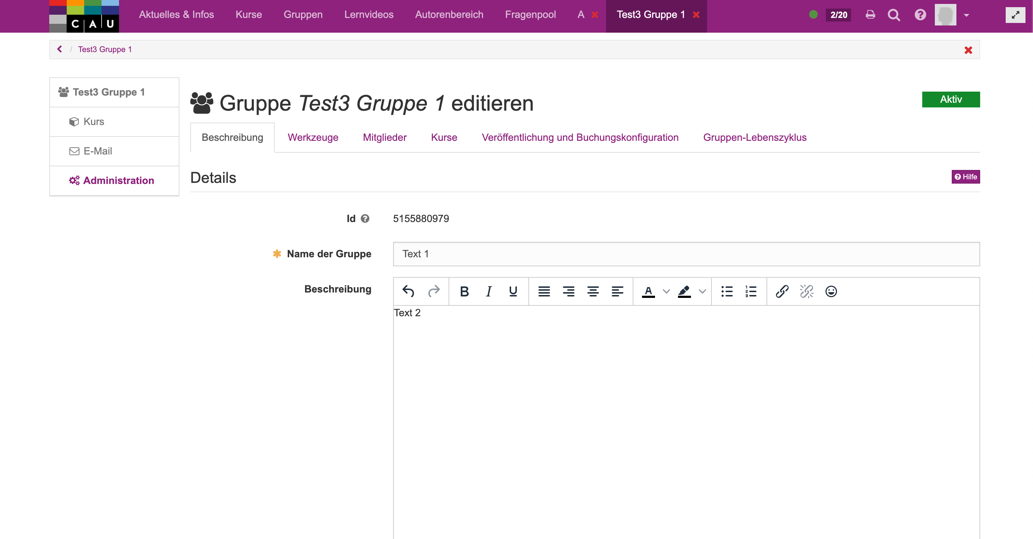 CAU Aktuelles & Infos Kurse Gruppen Lernvideos Autorenbereich Fragenpool A Test3 Gruppe 1 2/20
Test3 Gruppe 1
Test3 Gruppe 1
Kurs
E-Mail
Administration
Gruppe Test3 Gruppe 1 editieren
Aktiv
Beschreibung Werkzeuge Mitglieder Kurse Veröffentlichung und Buchungskonfiguration Gruppen-Lebenszyklus
Details
Hilfe
Id 5155880979
Name der Gruppe Text 1
Beschreibung
Text 2